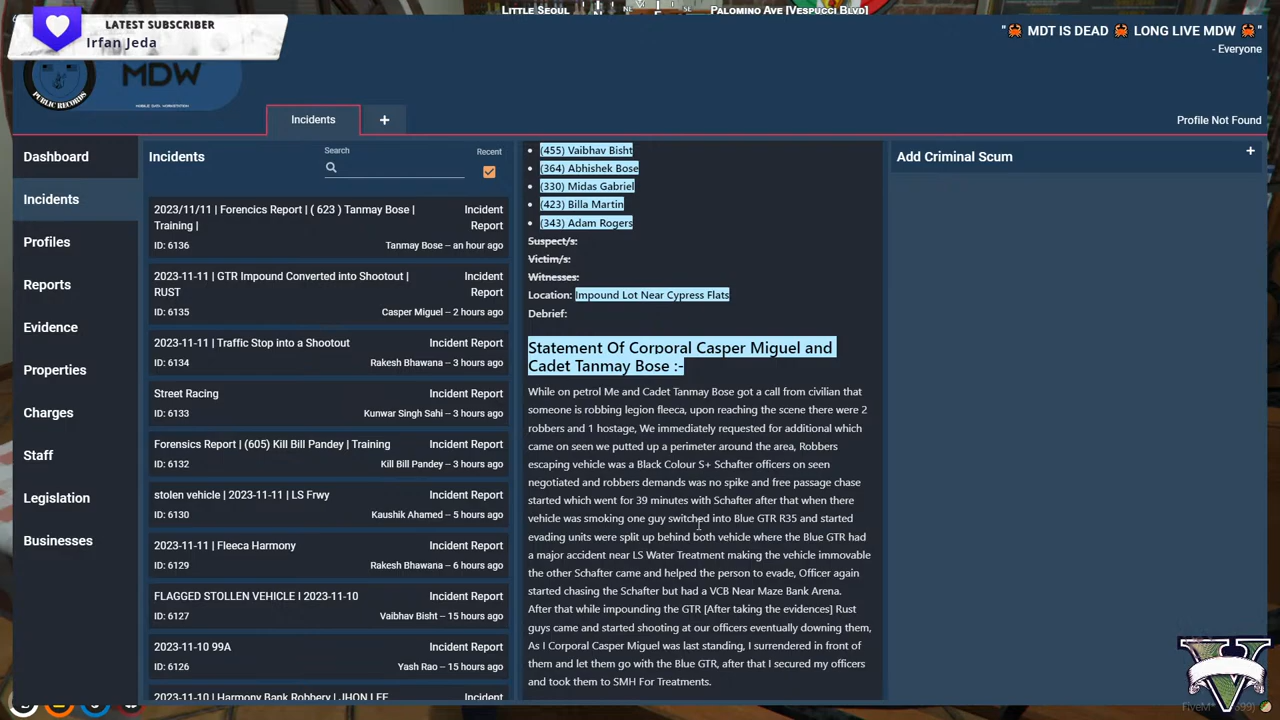 Little Seoul
NE
SE
Palomino Ave [Vespucci Blvd]
LATEST SUBSCRIBER
Irfan Jeda
" MDT IS DEAD LONG LIVE MDW "
- Everyone
PUBLIC RECORDS
MDW
MOBILE DATA WORKSTATION
Incidents
+
Profile Not Found
Dashboard
Incidents
Profiles
Reports
Evidence
Properties
Charges
Staff
Legislation
Businesses
Incidents
Search
Recent
2023/11/11 | Forencics Report | ( 623 ) Tanmay Bose |
Training |
Incident
Report
ID: 6136
Tanmay Bose – an hour ago
2023-11-11 | GTR Impound Converted into Shootout |
RUST
Incident
Report
ID: 6135
Casper Miguel – 2 hours ago
2023-11-11 | Traffic Stop into a Shootout
Incident Report
ID: 6134
Rakesh Bhawana – 3 hours ago
Street Racing
Incident Report
ID: 6133
Kunwar Singh Sahi – 3 hours ago
Forensics Report | (605) Kill Bill Pandey | Training
Incident Report
ID: 6132
Kill Bill Pandey – 3 hours ago
stolen vehicle | 2023-11-11 | LS Frwy
Incident Report
ID: 6130
Kaushik Ahamed – 5 hours ago
2023-11-11 | Fleeca Harmony
Incident Report
ID: 6129
Rakesh Bhawana – 6 hours ago
FLAGGED STOLLEN VEHICLE I 2023-11-10
Incident Report
ID: 6127
Vaibhav Bisht – 15 hours ago
2023-11-10 99A
Incident Report
ID: 6126
Yash Rao – 15 hours ago
2023-11-10 | Harmony Bank Robbery | JHON LEE
Incident
(455) Vaibhav Bisht
(364) Abhishek Bose
(330) Midas Gabriel
(423) Billa Martin
(343) Adam Rogers
Suspect/s:
Victim/s:
Witnesses:
Location: Impound Lot Near Cypress Flats
Debrief:
Statement Of Corporal Casper Miguel and
Cadet Tanmay Bose :-
While on petrol Me and Cadet Tanmay Bose got a call from civilian that
someone is robbing legion fleeca, upon reaching the scene there were 2
robbers and 1 hostage, We immediately requested for additional which
came on seen we putted up a perimeter around the area, Robbers
escaping vehicle was a Black Colour S+ Schafter officers on seen
negotiated and robbers demands was no spike and free passage chase
started which went for 39 minutes with Schafter after that when there
vehicle was smoking one guy switched into Blue GTR R35 and started
evading units were split up behind both vehicle where the Blue GTR had
a major accident near LS Water Treatment making the vehicle immovable
the other Schafter came and helped the person to evade, Officer again
started chasing the Schafter but had a VCB Near Maze Bank Arena.
After that while impounding the GTR [After taking the evidences] Rust
guys came and started shooting at our officers eventually downing them,
As I Corporal Casper Miguel was last standing, I surrendered in front of
them and let them go with the Blue GTR, after that I secured my officers
and took them to SMH For Treatments.
Add Criminal Scum
+